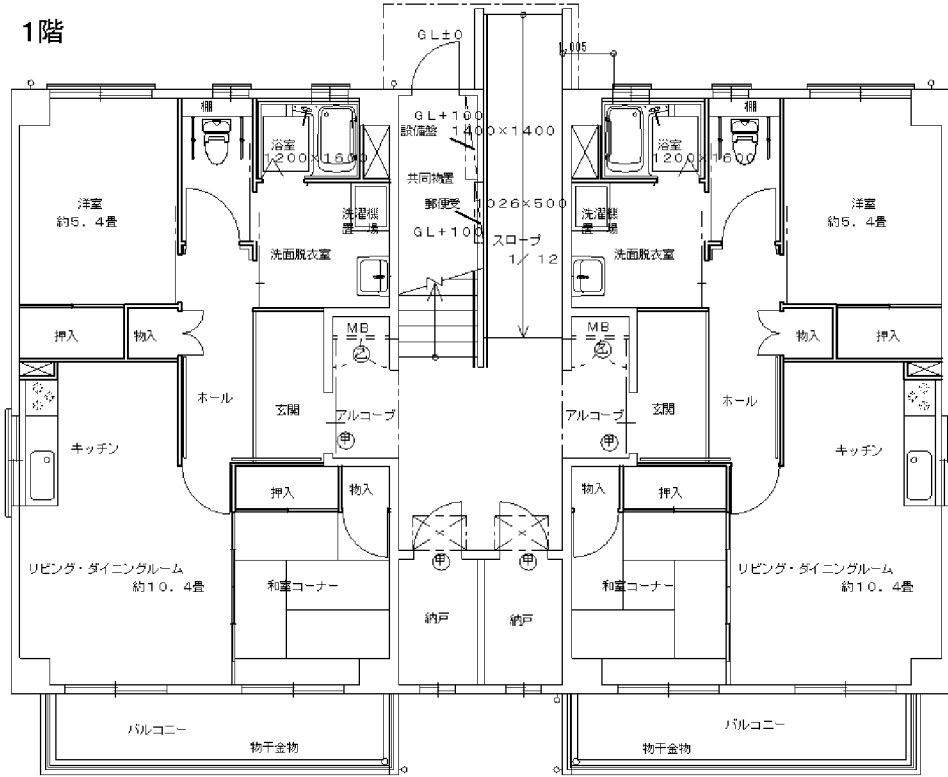 1階
GL±0
1,005
棚
浴室
1200×1600
GL+100
設備盤 1400×1400
浴室
1200×1600
棚
洋室
約5.4畳
洗濯機
置 場
共同物置
郵便受 1026×500
GL+100
スロープ
1/12
洗濯機
置 場
洋室
約5.4畳
洗面脱衣室
洗面脱衣室
押入
物入
MB
MB
物入
押入
ホール
玄関
アルコーブ
アルコーブ
玄関
ホール
キッチン
キッチン
押入
物入
物入
押入
リビング・ダイニングルーム
約10.4畳
和室コーナー
納戸
納戸
和室コーナー
リビング・ダイニングルーム
約10.4畳
バルコニー
物干金物
バルコニー
物干金物